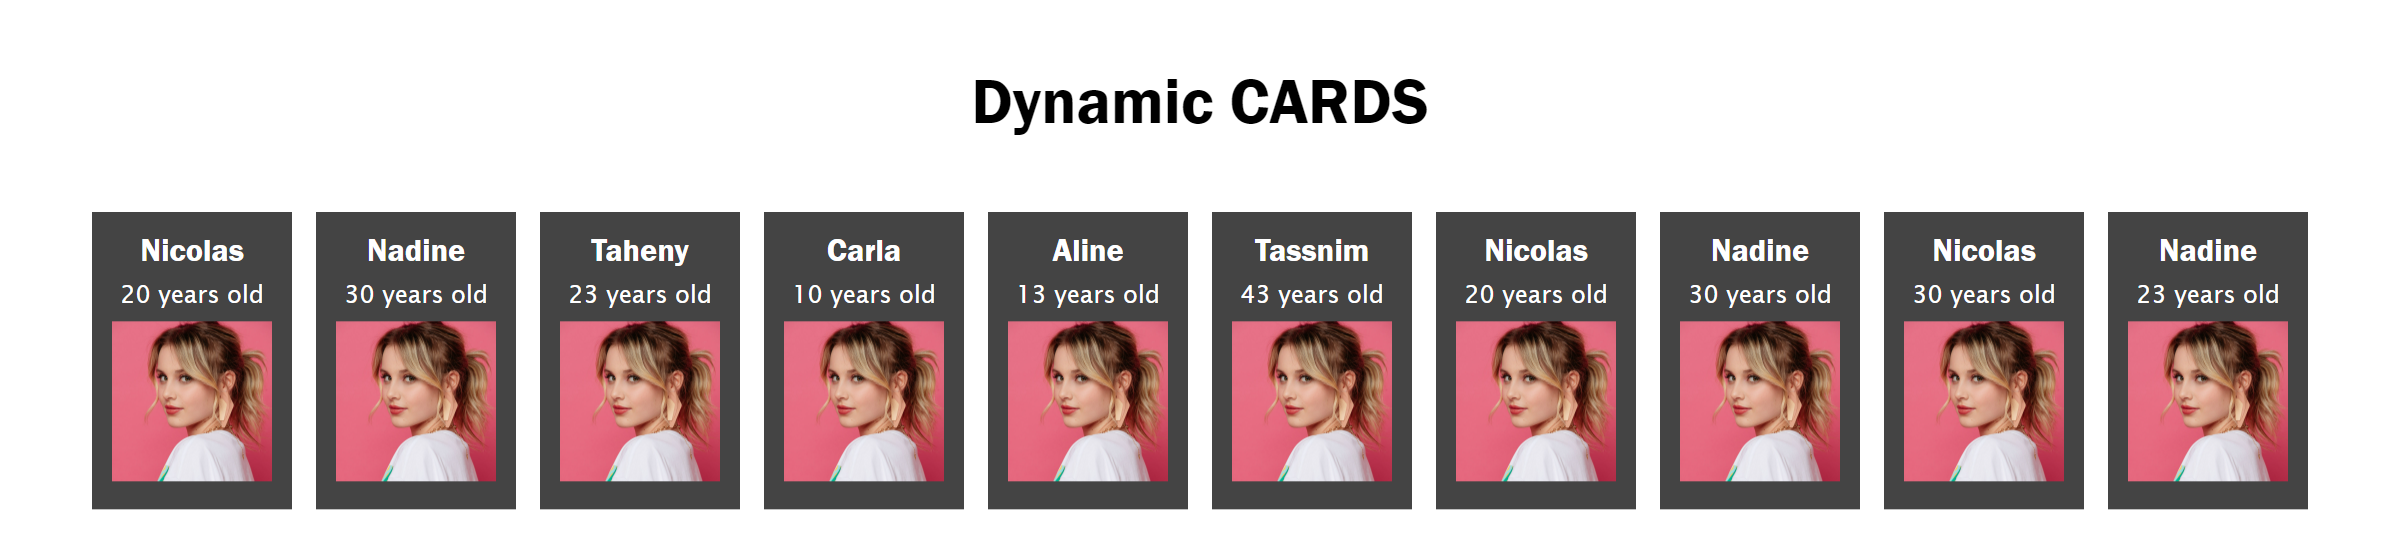 Dynamic CARDS
Nicolas
20 years old
Nadine
30 years old
Taheny
23 years old
Carla
10 years old
Aline
13 years old
Tassnim
43 years old
Nicolas
20 years old
Nadine
30 years old
Nicolas
30 years old
Nadine
23 years old